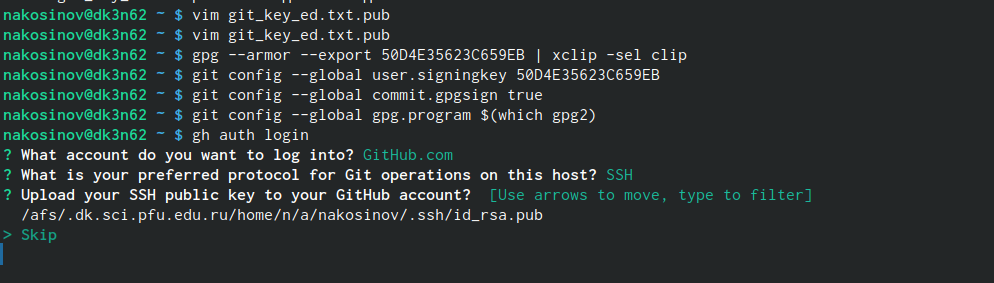 nakosinov@dk3n62 ~ $ vim git_key_ed.txt.pub
nakosinov@dk3n62 ~ $ vim git_key_ed.txt.pub
nakosinov@dk3n62 ~ $ gpg --armor --export 50D4E35623C659EB | xclip -sel clip
nakosinov@dk3n62 ~ $ git config --global user.signingkey 50D4E35623C659EB
nakosinov@dk3n62 ~ $ git config --global commit.gpgsign true
nakosinov@dk3n62 ~ $ git config --global gpg.program $(which gpg2)
nakosinov@dk3n62 ~ $ gh auth login
? What account do you want to log into? GitHub.com
? What is your preferred protocol for Git operations on this host? SSH
? Upload your SSH public key to your GitHub account? [Use arrows to move, type to filter]
/afs/.dk.sci.pfu.edu.ru/home/n/a/nakosinov/.ssh/id_rsa.pub
> Skip